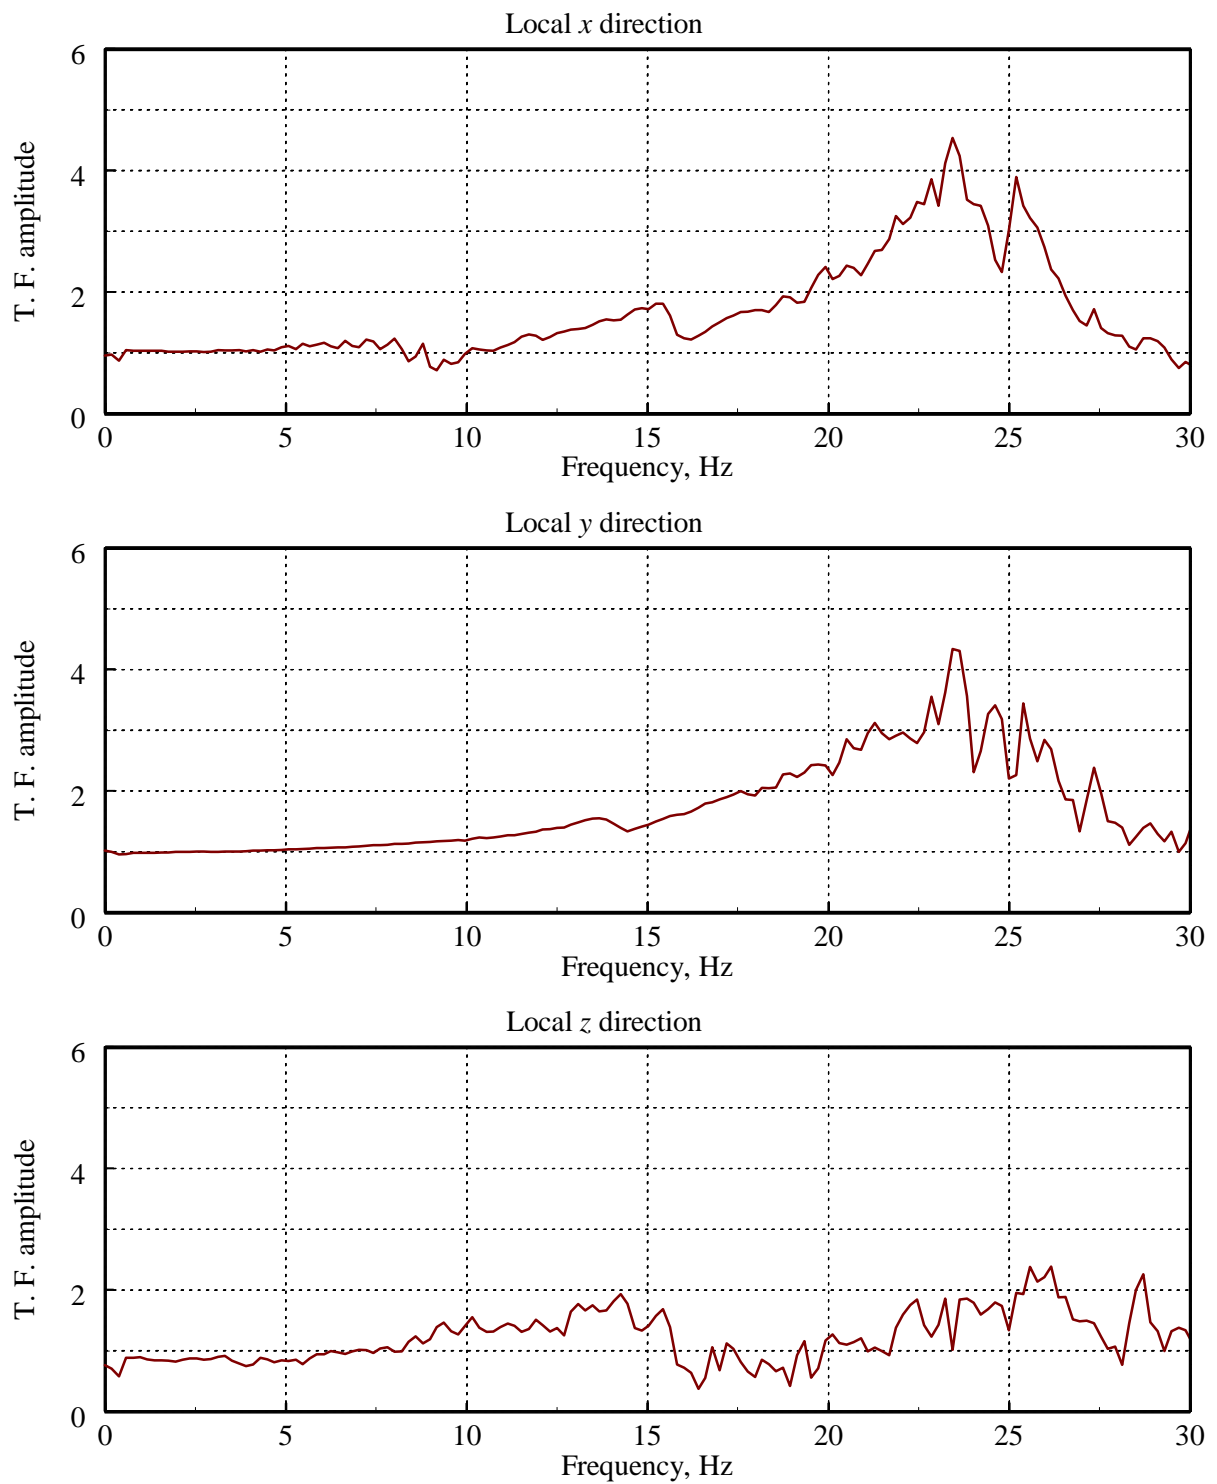 Local x direction
6
4
2
0
T. F. amplitude
0 5 10 15 20 25 30
Frequency, Hz
Local y direction
6
4
2
0
T. F. amplitude
0 5 10 15 20 25 30
Frequency, Hz
Local z direction
6
4
2
0
T. F. amplitude
0 5 10 15 20 25 30
Frequency, Hz